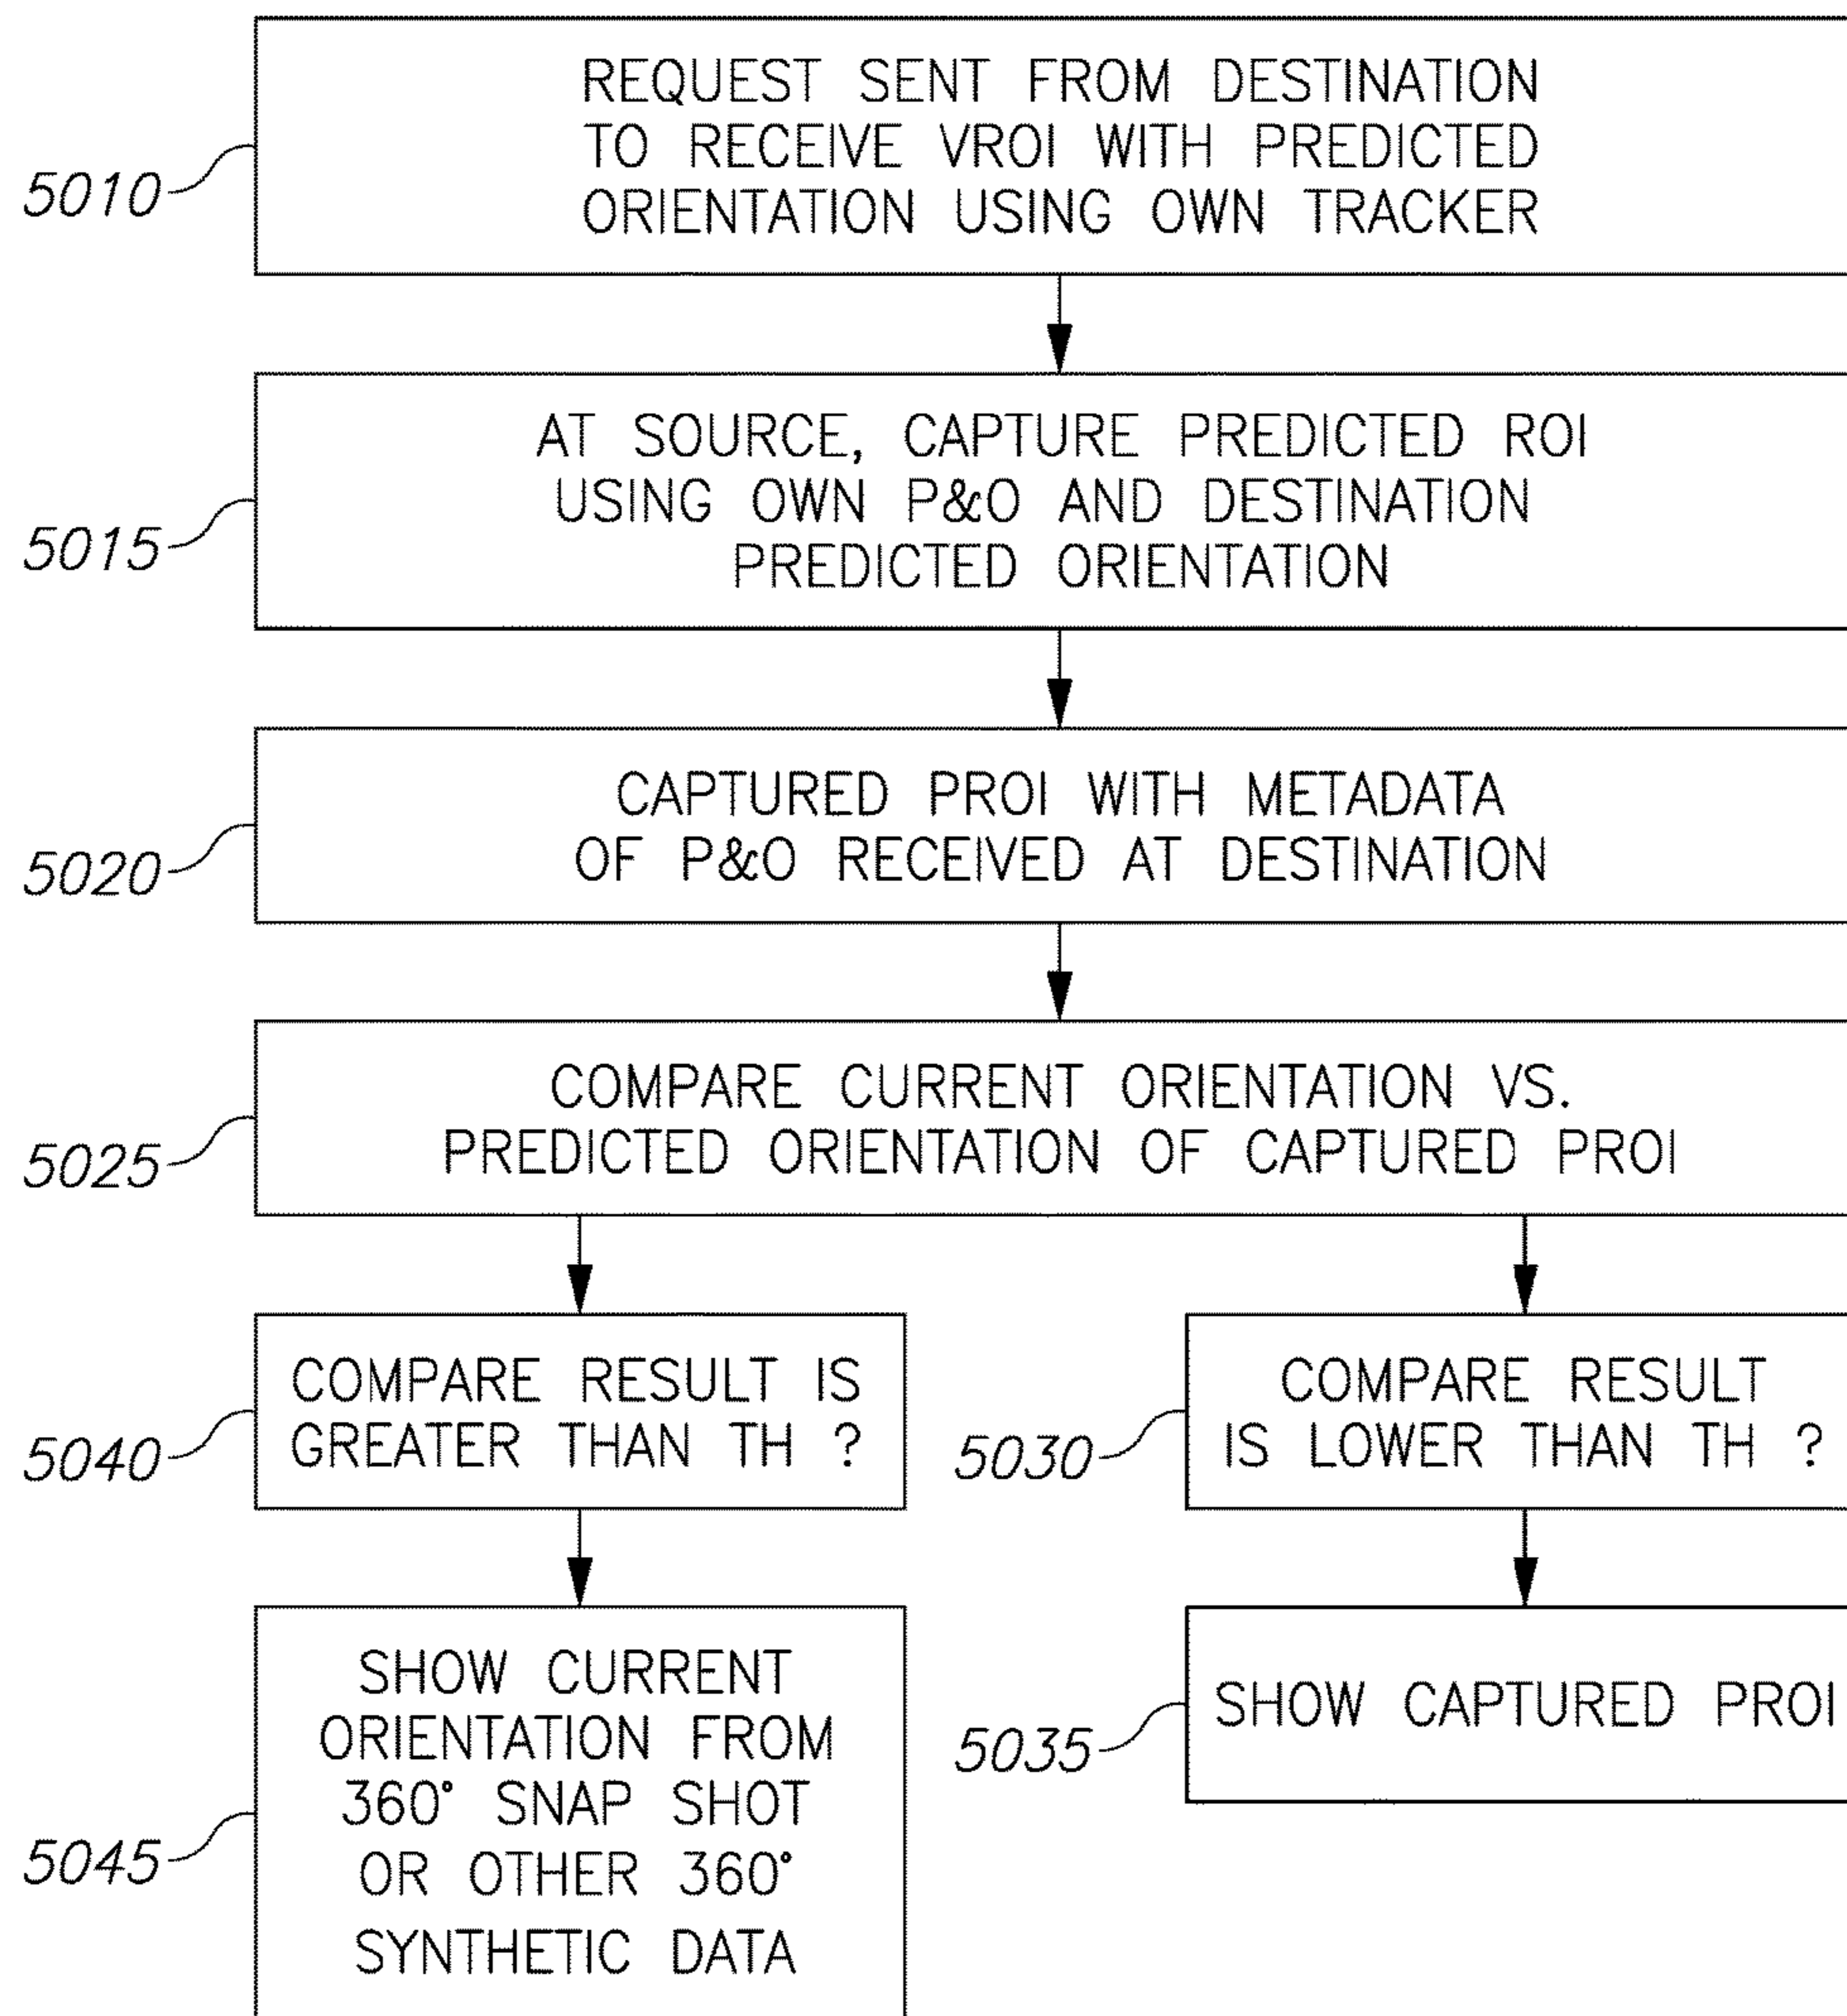 REQUEST SENT FROM DESTINATION
TO RECEIVE VROI WITH PREDICTED
ORIENTATION USING OWN TRACKER
5010
AT SOURCE, CAPTURE PREDICTED ROI
USING OWN P&O AND DESTINATION
PREDICTED ORIENTATION
5015
CAPTURED PROI WITH METADATA
OF P&O RECEIVED AT DESTINATION
5020
COMPARE CURRENT ORIENTATION VS.
PREDICTED ORIENTATION OF CAPTURED PROI
5025
COMPARE RESULT IS
GREATER THAN TH ?
5040
COMPARE RESULT
IS LOWER THAN TH ?
5030
SHOW CURRENT
ORIENTATION FROM
360° SNAP SHOT
OR OTHER 360°
SYNTHETIC DATA
5045
SHOW CAPTURED PROI
5035